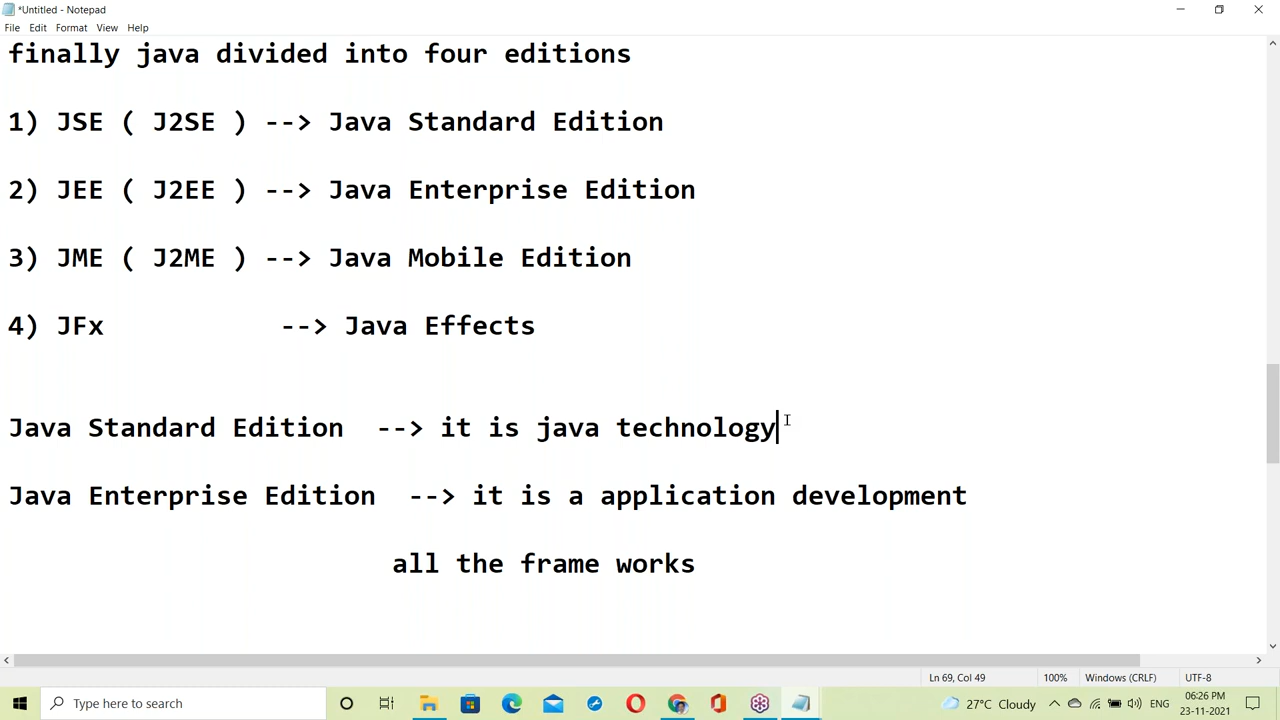 *Untitled - Notepad
File Edit Format View Help
finally java divided into four editions
1) JSE ( J2SE ) --> Java Standard Edition
2) JEE ( J2EE ) --> Java Enterprise Edition
3) JME ( J2ME ) --> Java Mobile Edition
4) JFx --> Java Effects
Java Standard Edition --> it is java technology
Java Enterprise Edition --> it is a application development
all the frame works
Ln 69, Col 49 100% Windows (CRLF) UTF-8
Type here to search 27°C Cloudy ENG 06:26 PM
23-11-2021